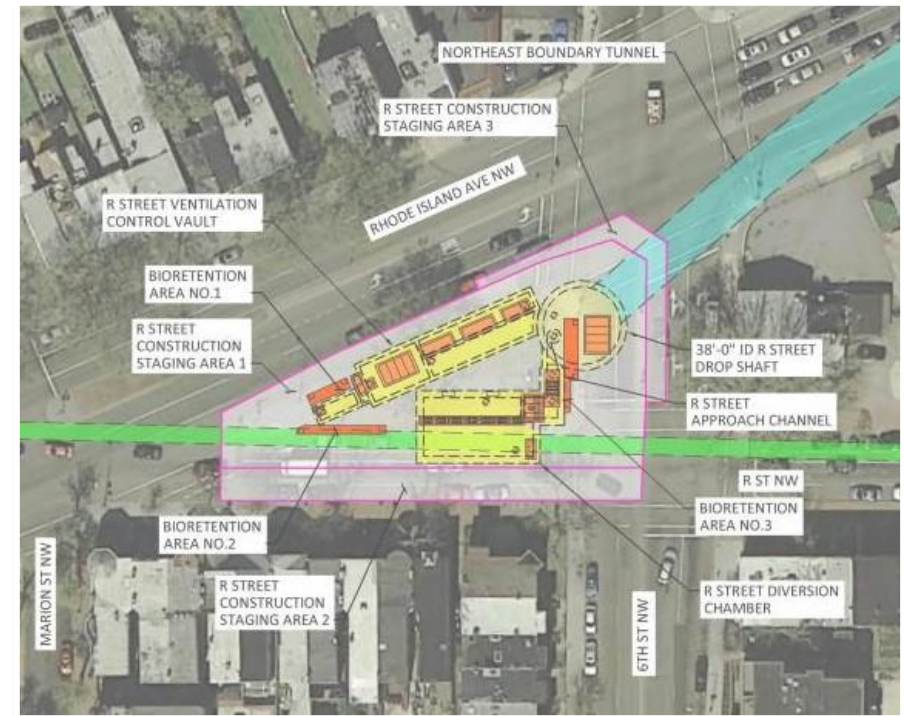 NORTHEAST BOUNDARY TUNNEL
R STREET CONSTRUCTION
STAGING AREA 3
RHODE ISLAND AVE NW
R STREET VENTILATION
CONTROL VAULT
BIORETENTION
AREA NO.1
R STREET
CONSTRUCTION
STAGING AREA 1
38'-0" ID R STREET
DROP SHAFT
R STREET
APPROACH CHANNEL
R ST NW
BIORETENTION
AREA NO.3
BIORETENTION
AREA NO.2
R STREET
CONSTRUCTION
STAGING AREA 2
R STREET DIVERSION
CHAMBER
MARION ST NW
6TH ST NW